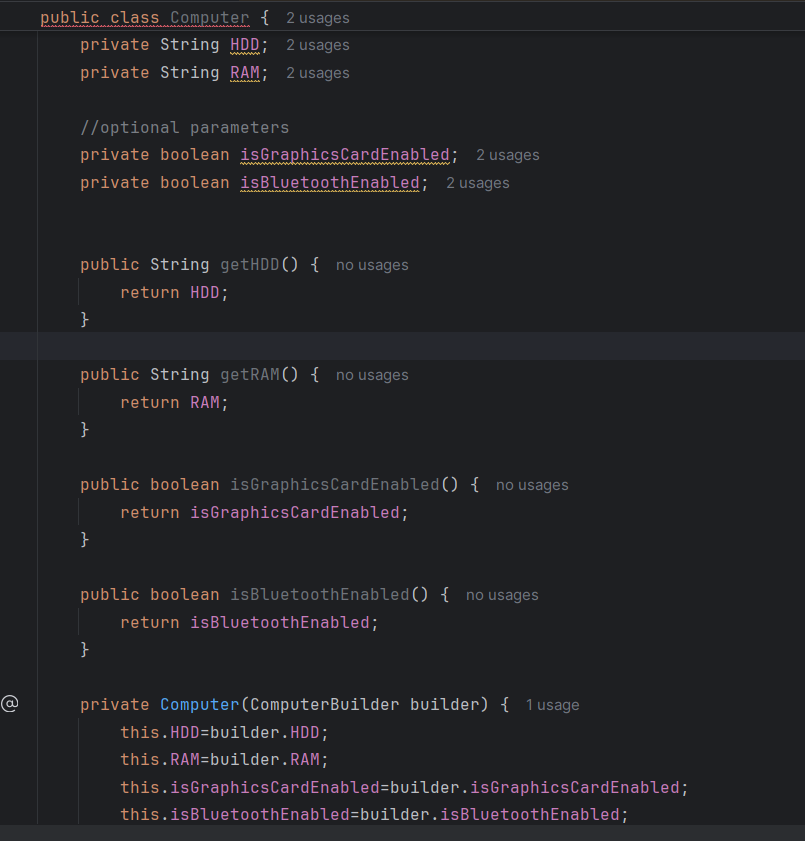 public class Computer {  2 usages
    private String HDD;  2 usages
    private String RAM;  2 usages

    //optional parameters
    private boolean isGraphicsCardEnabled;  2 usages
    private boolean isBluetoothEnabled;  2 usages


    public String getHDD() {  no usages
        return HDD;
    }

    public String getRAM() {  no usages
        return RAM;
    }

    public boolean isGraphicsCardEnabled() {  no usages
        return isGraphicsCardEnabled;
    }

    public boolean isBluetoothEnabled() {  no usages
        return isBluetoothEnabled;
    }

@    private Computer(ComputerBuilder builder) {  1 usage
        this.HDD=builder.HDD;
        this.RAM=builder.RAM;
        this.isGraphicsCardEnabled=builder.isGraphicsCardEnabled;
        this.isBluetoothEnabled=builder.isBluetoothEnabled;